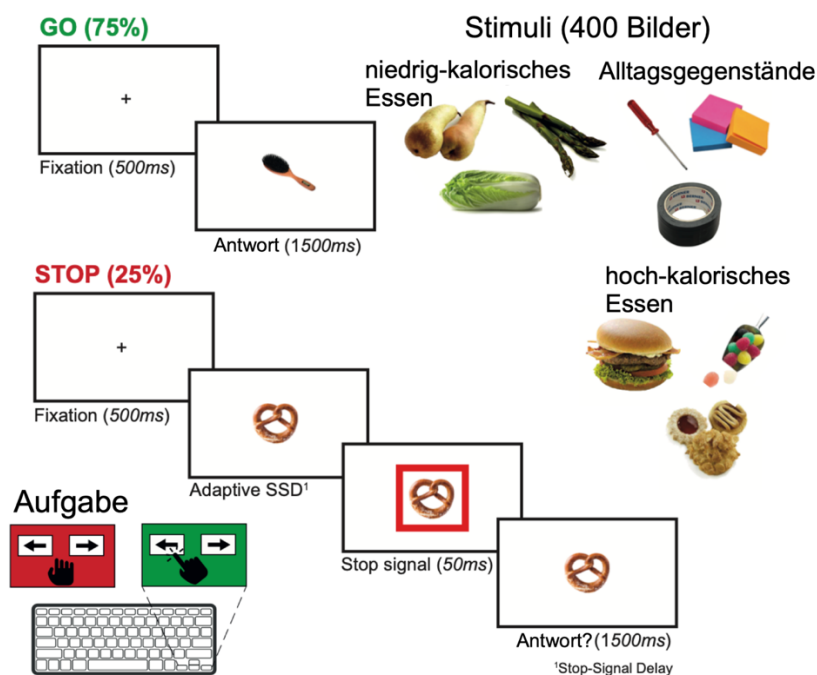 GO (75%)
Stimuli (400 Bilder)
niedrig-kalorisches
Essen
Alltagsgegenstände
+
Fixation (500ms)
Antwort (1500ms)
STOP (25%)
hoch-kalorisches
Essen
+
Fixation (500ms)
Adaptive SSD¹
Stop signal (50ms)
Antwort? (1500ms)
¹Stop-Signal Delay
Aufgabe
← →
← →